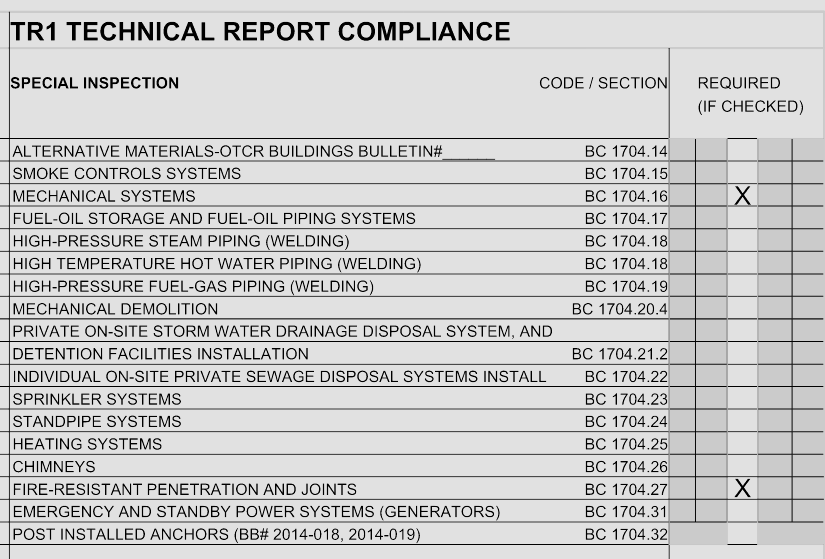 TR1 TECHNICAL REPORT COMPLIANCE
SPECIAL INSPECTION CODE / SECTION REQUIRED
(IF CHECKED)
ALTERNATIVE MATERIALS-OTCR BUILDINGS BULLETIN#______ BC 1704.14
SMOKE CONTROLS SYSTEMS BC 1704.15
MECHANICAL SYSTEMS BC 1704.16 X
FUEL-OIL STORAGE AND FUEL-OIL PIPING SYSTEMS BC 1704.17
HIGH-PRESSURE STEAM PIPING (WELDING) BC 1704.18
HIGH TEMPERATURE HOT WATER PIPING (WELDING) BC 1704.18
HIGH-PRESSURE FUEL-GAS PIPING (WELDING) BC 1704.19
MECHANICAL DEMOLITION BC 1704.20.4
PRIVATE ON-SITE STORM WATER DRAINAGE DISPOSAL SYSTEM, AND
DETENTION FACILITIES INSTALLATION BC 1704.21.2
INDIVIDUAL ON-SITE PRIVATE SEWAGE DISPOSAL SYSTEMS INSTALL BC 1704.22
SPRINKLER SYSTEMS BC 1704.23
STANDPIPE SYSTEMS BC 1704.24
HEATING SYSTEMS BC 1704.25
CHIMNEYS BC 1704.26
FIRE-RESISTANT PENETRATION AND JOINTS BC 1704.27 X
EMERGENCY AND STANDBY POWER SYSTEMS (GENERATORS) BC 1704.31
POST INSTALLED ANCHORS (BB# 2014-018, 2014-019) BC 1704.32